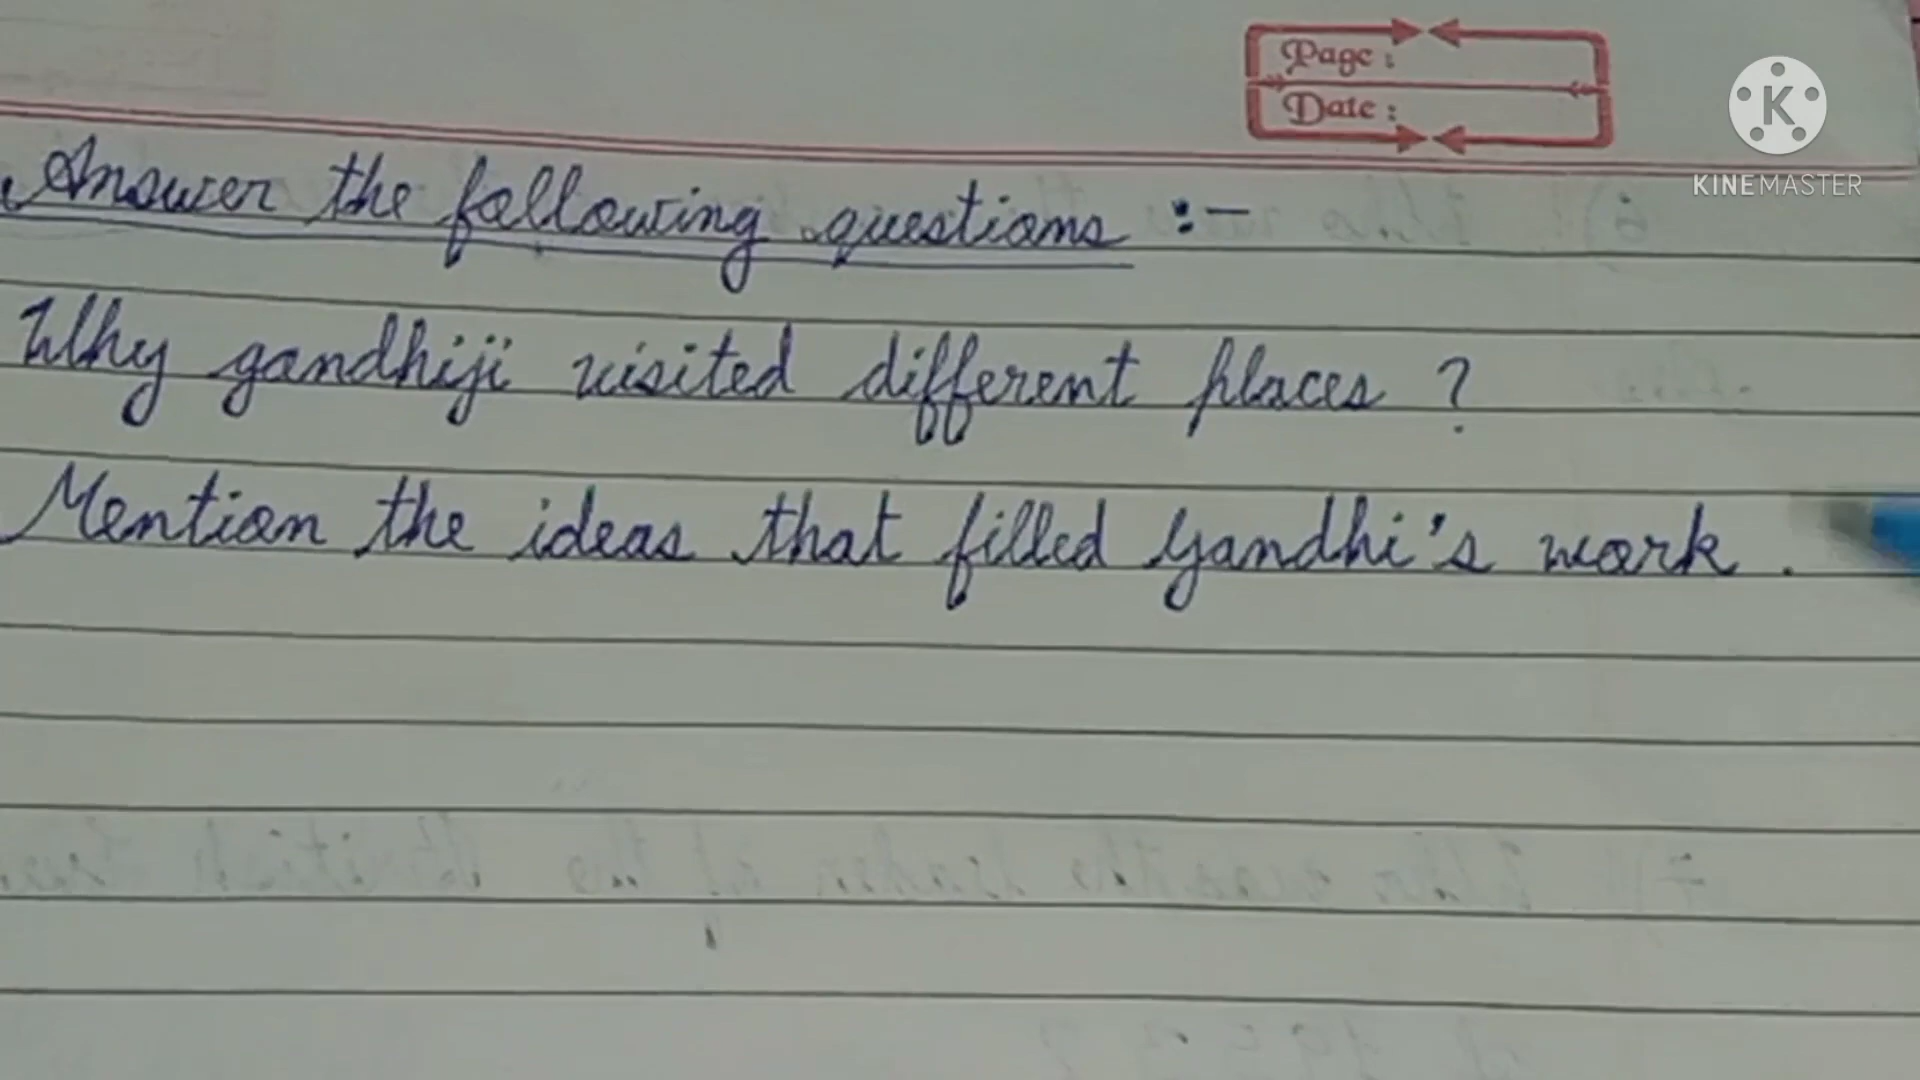 Page :
Date :
KINEMASTER
Answer the following questions :-
Why gandhiji visited different places ?
Mention the ideas that filled Gandhi's work .